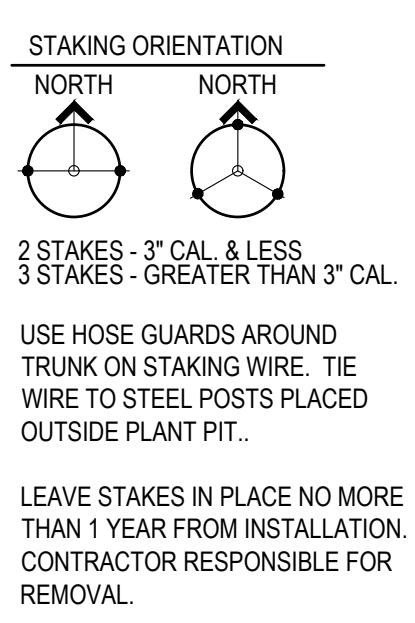 STAKING ORIENTATION
NORTH NORTH
2 STAKES - 3" CAL. & LESS
3 STAKES - GREATER THAN 3" CAL.
USE HOSE GUARDS AROUND
TRUNK ON STAKING WIRE. TIE
WIRE TO STEEL POSTS PLACED
OUTSIDE PLANT PIT..
LEAVE STAKES IN PLACE NO MORE
THAN 1 YEAR FROM INSTALLATION.
CONTRACTOR RESPONSIBLE FOR
REMOVAL.